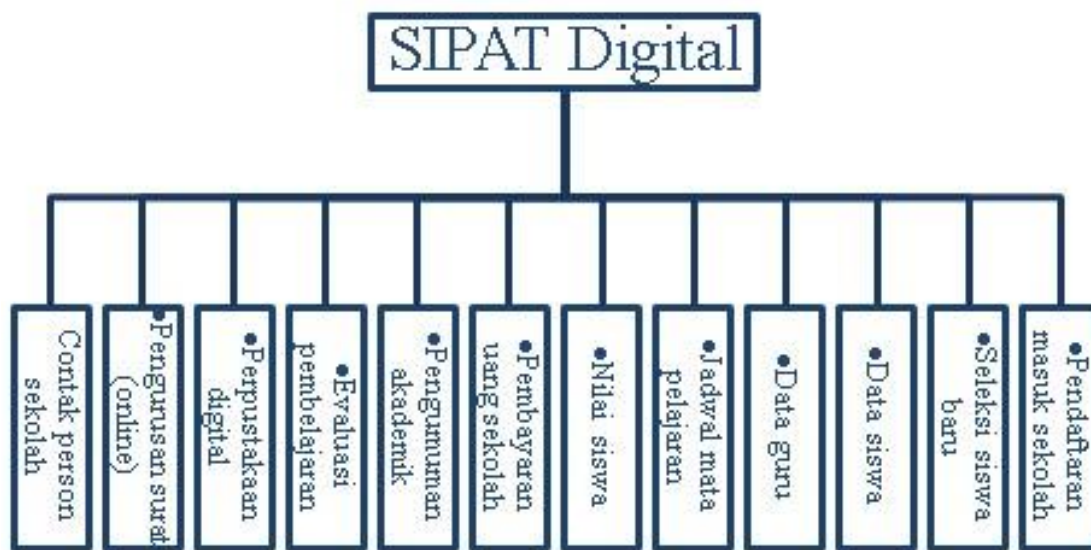 SIPAT Digital
Contak person
sekolah
•Pengurusan surat
(online)
•Perpustakaan
digital
•Evaluasi
pembelajaran
•Pengumuman
akademik
•Pembayaran
uang sekolah
•Nilai siswa
•Jadwal mata
pelajaran
•Data guru
•Data siswa
•Seleksi siswa
baru
•Pendaftaran
masuk sekolah